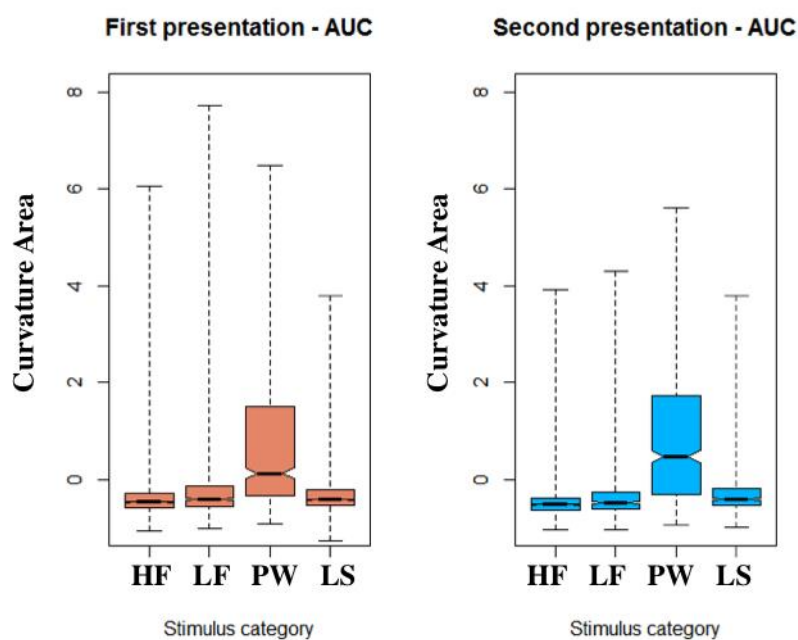 First presentation - AUC
Curvature Area
8
6
4
2
0
HF LF PW LS
Stimulus category
Second presentation - AUC
Curvature Area
8
6
4
2
0
HF LF PW LS
Stimulus category